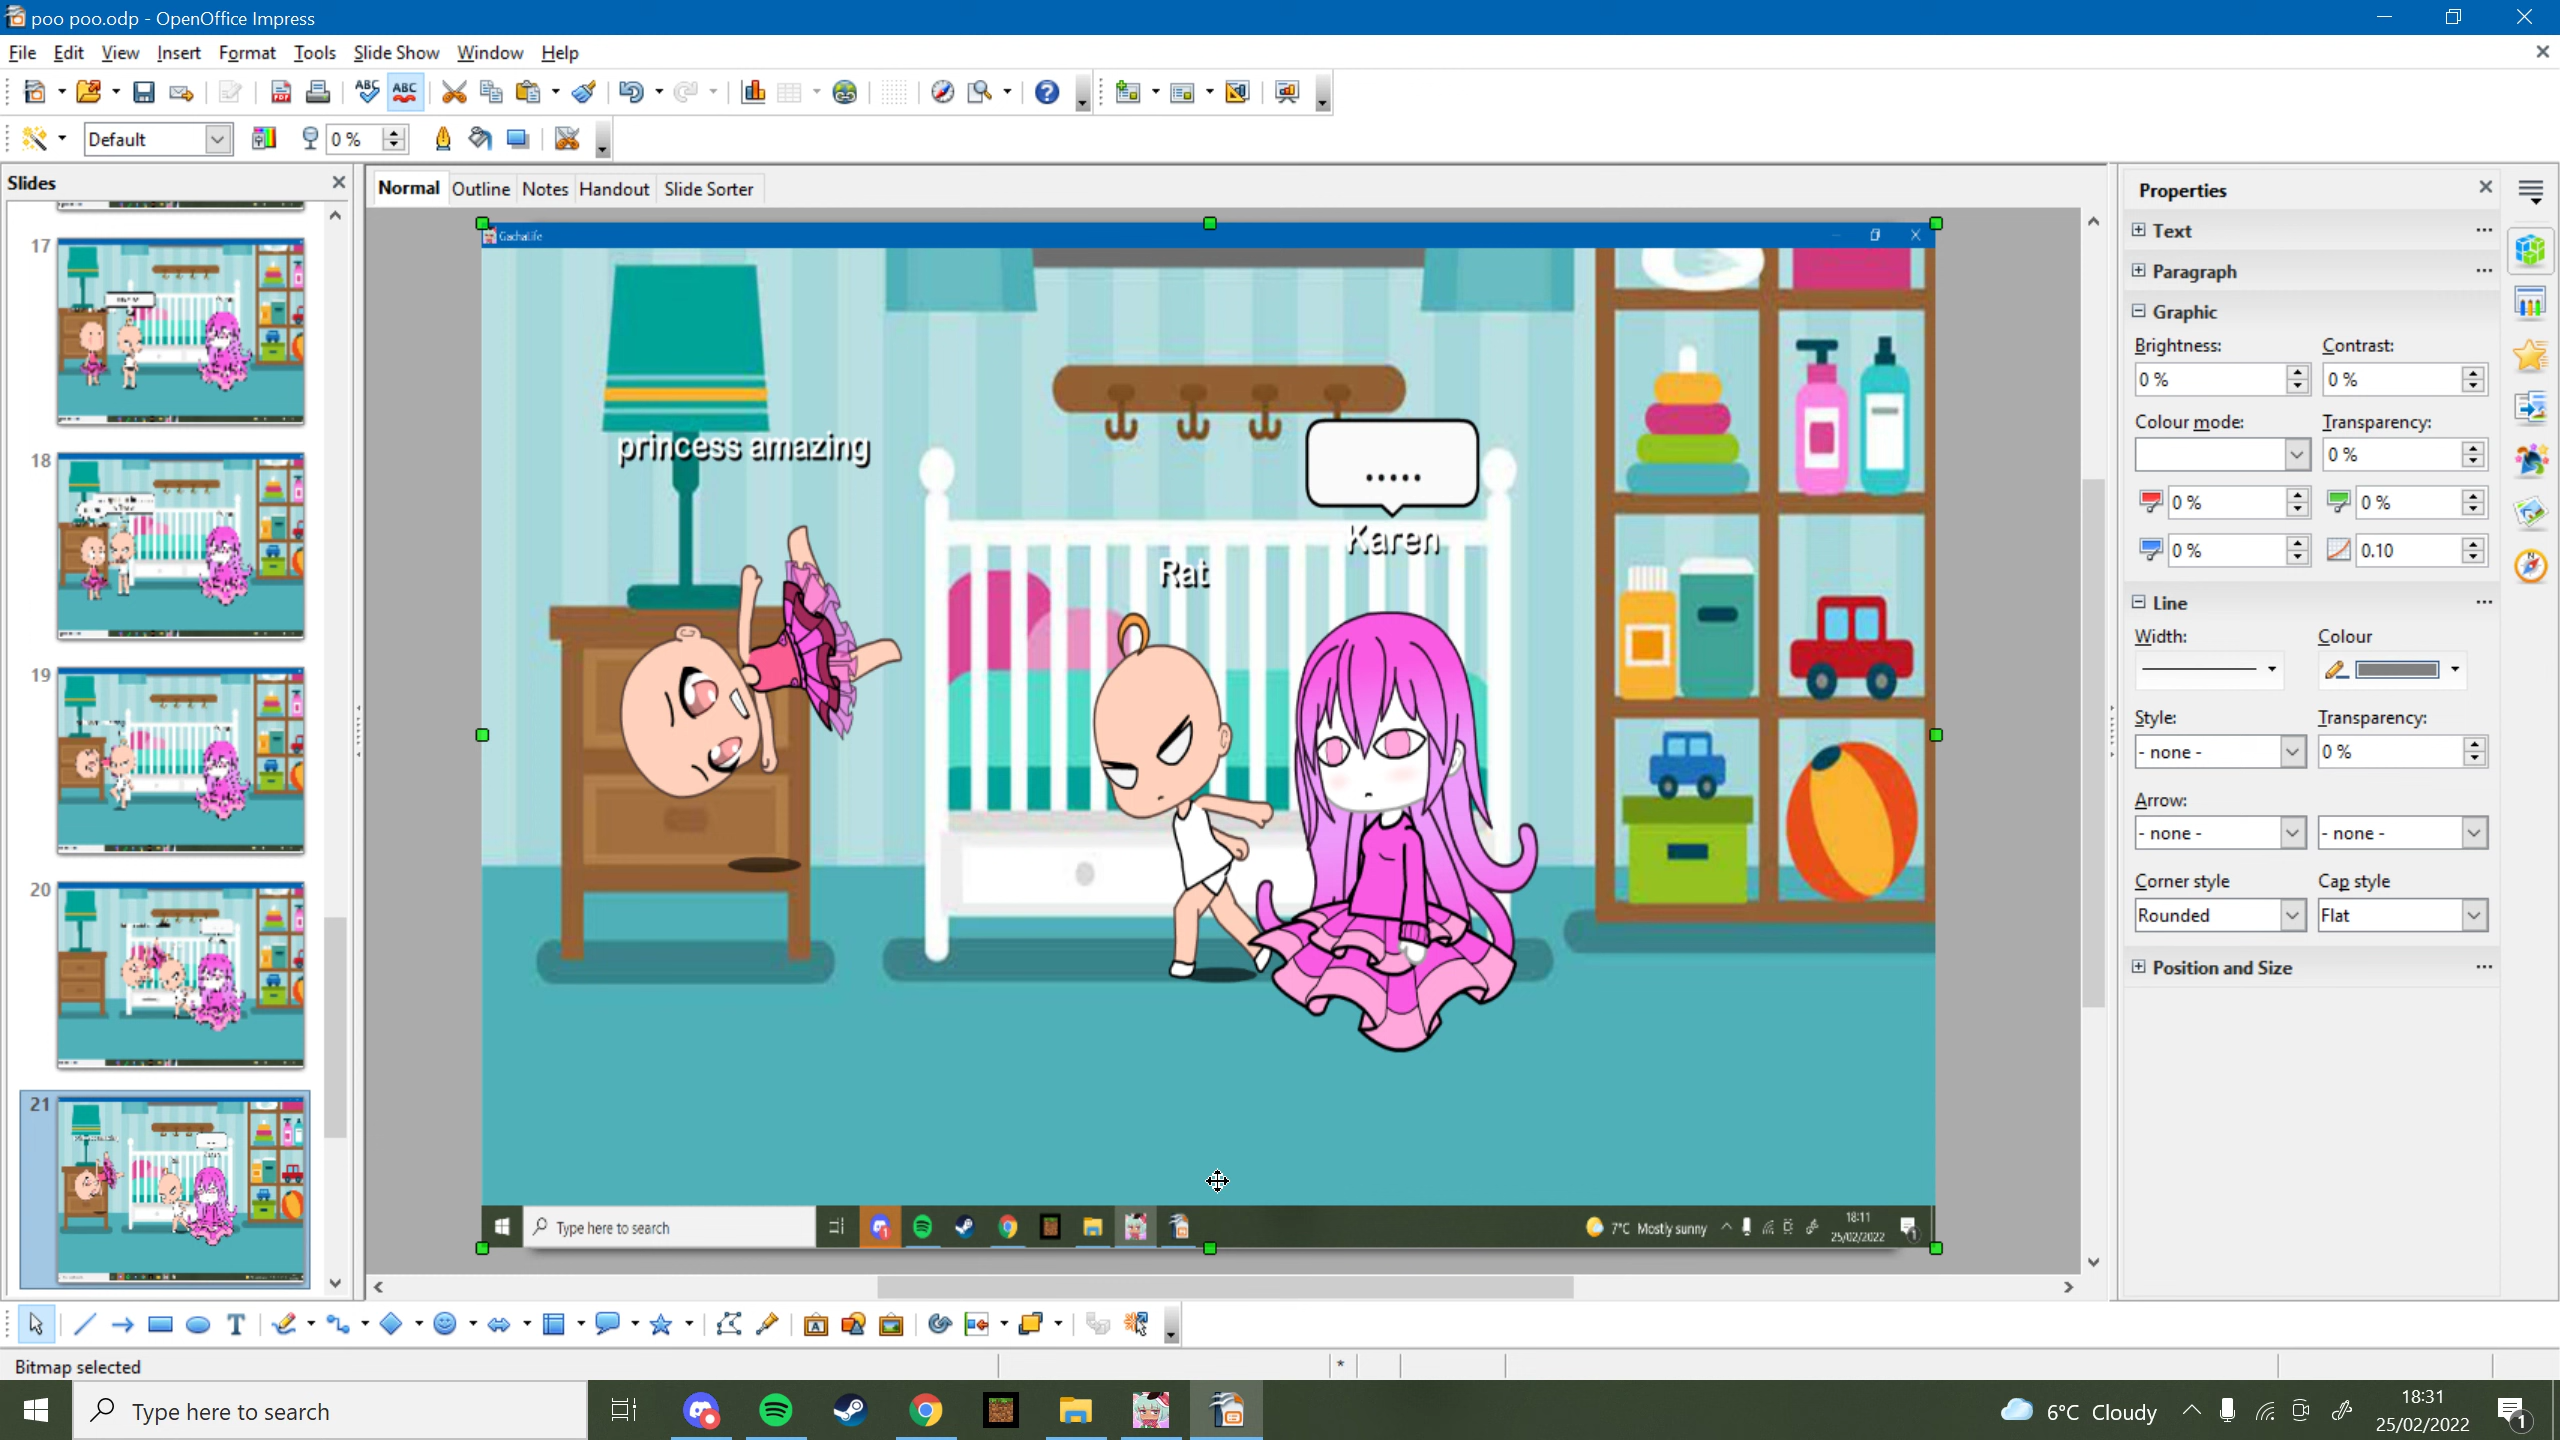 poo poo.odp - OpenOffice Impress
File Edit View Insert Format Tools Slide Show Window Help
Default
0 %
Slides
Normal Outline Notes Handout Slide Sorter
17
18
19
20
21
Gachalife
princess amazing
.....
Karen
Rat
Type here to search
7°C Mostly sunny
18:11
25/02/2022
Properties
Text
Paragraph
Graphic
Brightness: Contrast:
0 % 0 %
Colour mode: Transparency:
0 %
0 % 0 %
0 % 0.10
Line
Width: Colour
Style: Transparency:
- none - 0 %
Arrow:
- none - - none -
Corner style Cap style
Rounded Flat
Position and Size
Bitmap selected
*
Type here to search
6°C Cloudy
18:31
25/02/2022
1